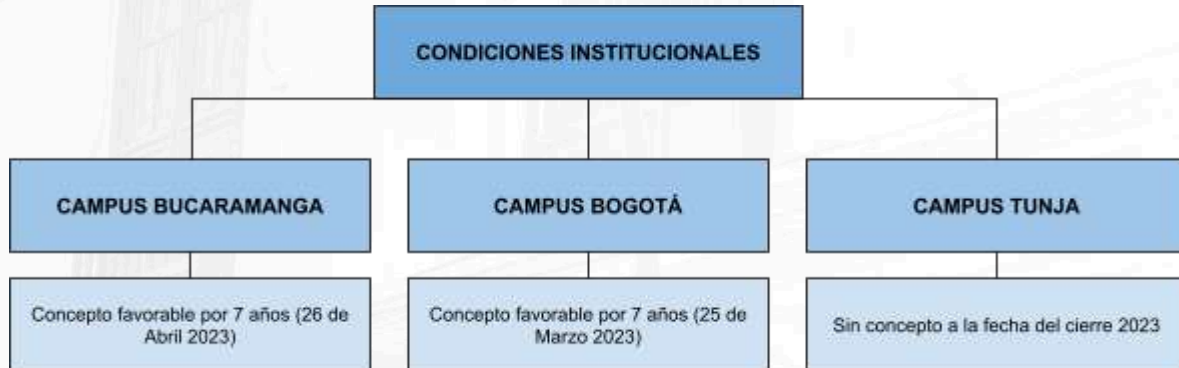 CONDICIONES INSTITUCIONALES
CAMPUS BUCARAMANGA
CAMPUS BOGOTÁ
CAMPUS TUNJA
Concepto favorable por 7 años (26 de
Abril 2023)
Concepto favorable por 7 años (25 de
Marzo 2023)
Sin concepto a la fecha del cierre 2023